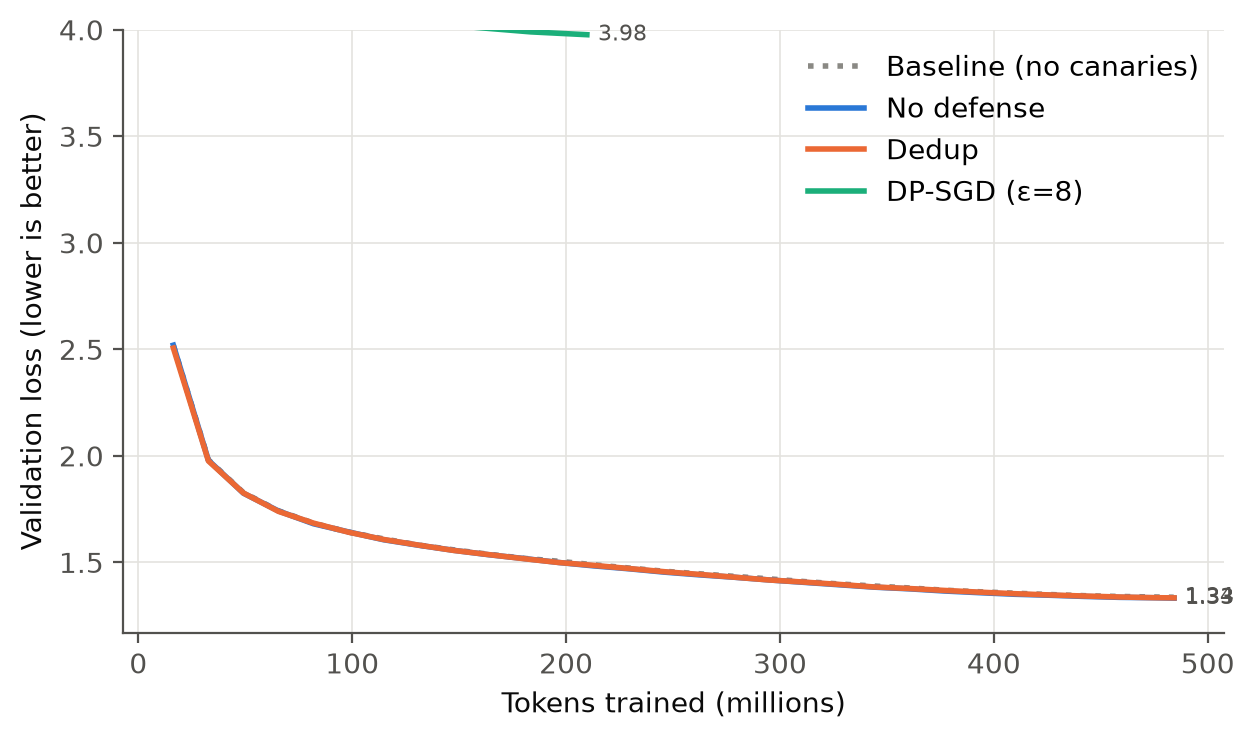 4.0
3.5
3.0
2.5
2.0
1.5
Validation loss (lower is better)
3.98
Baseline (no canaries)
No defense
Dedup
DP-SGD (ε=8)
0
100
200
300
400
500
Tokens trained (millions)